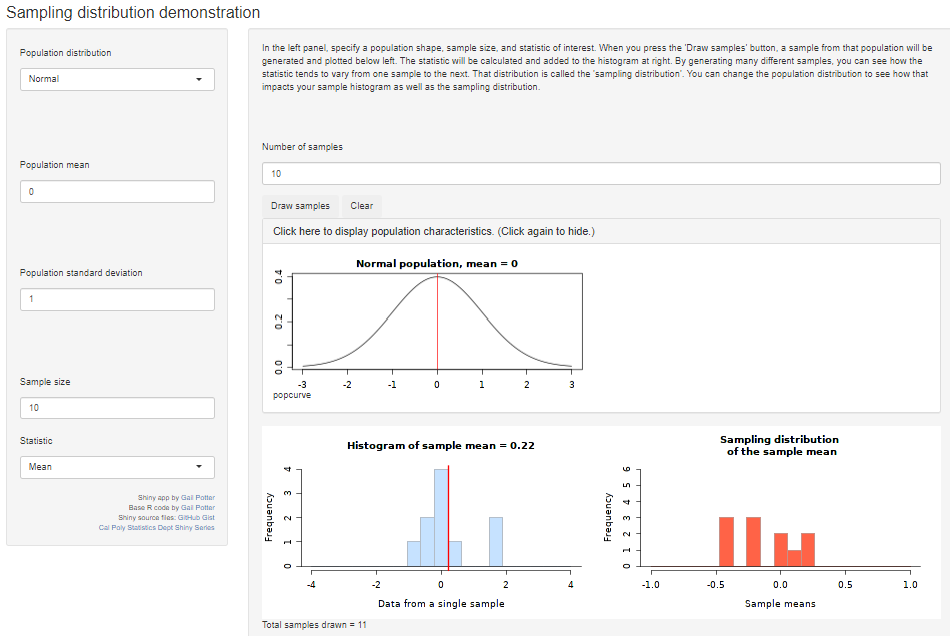 Sampling distribution demonstration
Population distribution
Normal
Population mean
0
Population standard deviation
1
Sample size
10
Statistic
Mean
Shiny app by Gail Potter
Base R code by Gail Potter
Shiny source files: GitHub Gist
Cal Poly Statistics Dept Shiny Series
In the left panel, specify a population shape, sample size, and statistic of interest. When you press the 'Draw samples' button, a sample from that population will be
generated and plotted below left. The statistic will be calculated and added to the histogram at right. By generating many different samples, you can see how the
statistic tends to vary from one sample to the next. That distribution is called the 'sampling distribution'. You can change the population distribution to see how that
impacts your sample histogram as well as the sampling distribution.
Number of samples
10
Draw samples Clear
Click here to display population characteristics. (Click again to hide.)
Normal population, mean = 0
0.4
0.2
0.0
-3 -2 -1 0 1 2 3
popcurve
Histogram of sample mean = 0.22
Frequency
4
3
2
1
0
-4 -2 0 2 4
Data from a single sample
Sampling distribution
of the sample mean
Frequency
6
5
4
3
2
1
0
-1.0 -0.5 0.0 0.5 1.0
Sample means
Total samples drawn = 11